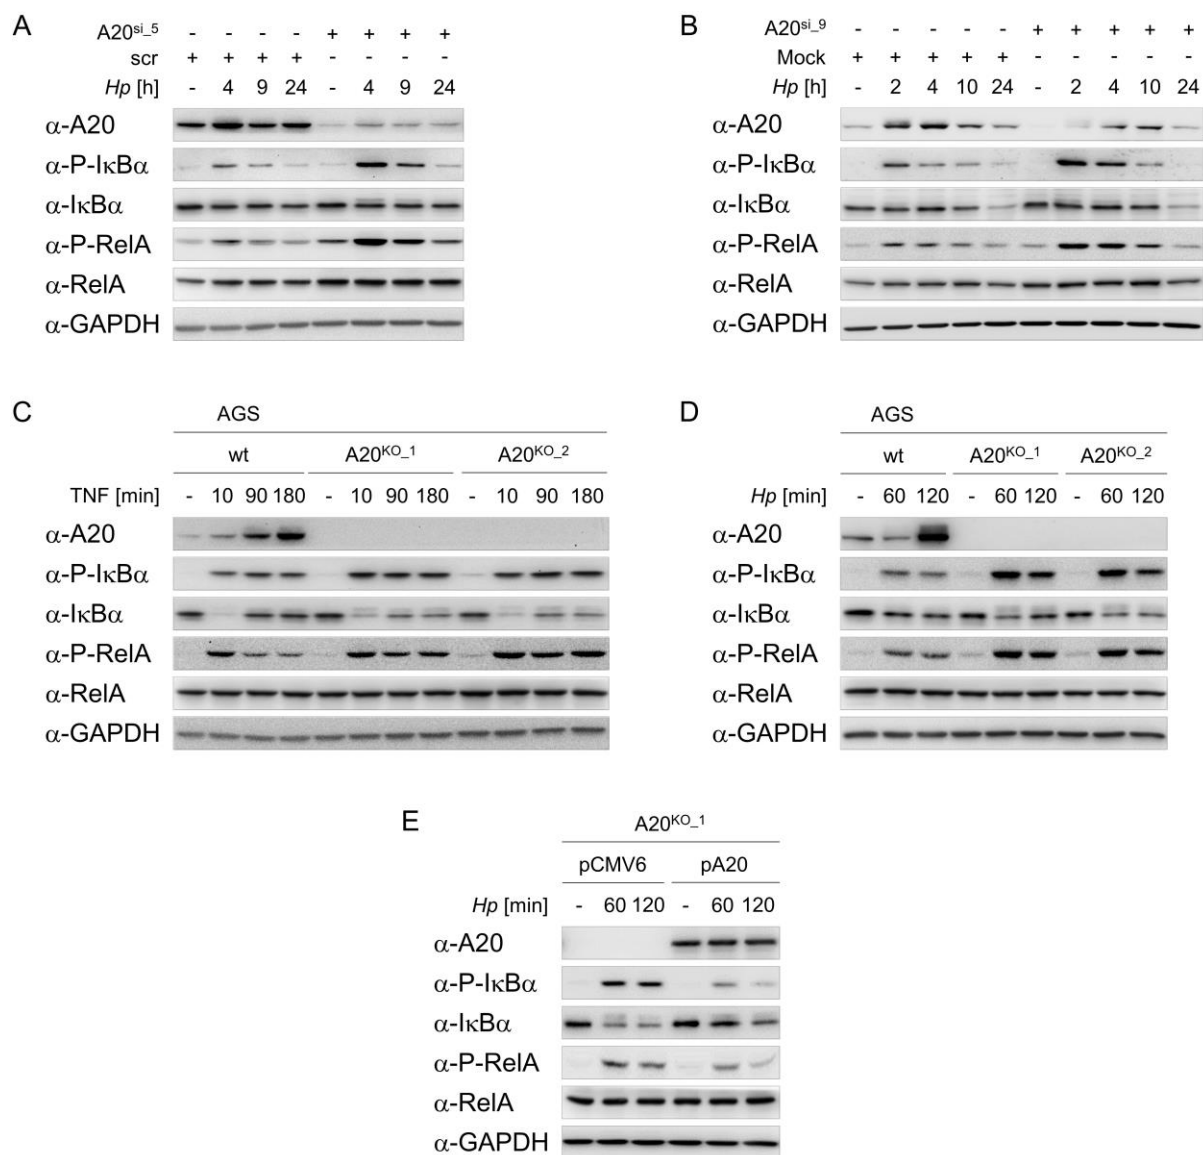 A
A20si_5 - - - - + + + +
scr + + + + - - - -
Hp [h] - 4 9 24 - 4 9 24
α-A20
α-P-IκBα
α-IκBα
α-P-RelA
α-RelA
α-GAPDH
B
A20si_9 - - - - - + + + + +
Mock + + + + + - - - - -
Hp [h] - 2 4 10 24 - 2 4 10 24
α-A20
α-P-IκBα
α-IκBα
α-P-RelA
α-RelA
α-GAPDH
C
AGS
wt A20KO_1 A20KO_2
TNF [min] - 10 90 180 - 10 90 180 - 10 90 180
α-A20
α-P-IκBα
α-IκBα
α-P-RelA
α-RelA
α-GAPDH
D
AGS
wt A20KO_1 A20KO_2
Hp [min] - 60 120 - 60 120 - 60 120
α-A20
α-P-IκBα
α-IκBα
α-P-RelA
α-RelA
α-GAPDH
E
A20KO_1
pCMV6 pA20
Hp [min] - 60 120 - 60 120
α-A20
α-P-IκBα
α-IκBα
α-P-RelA
α-RelA
α-GAPDH